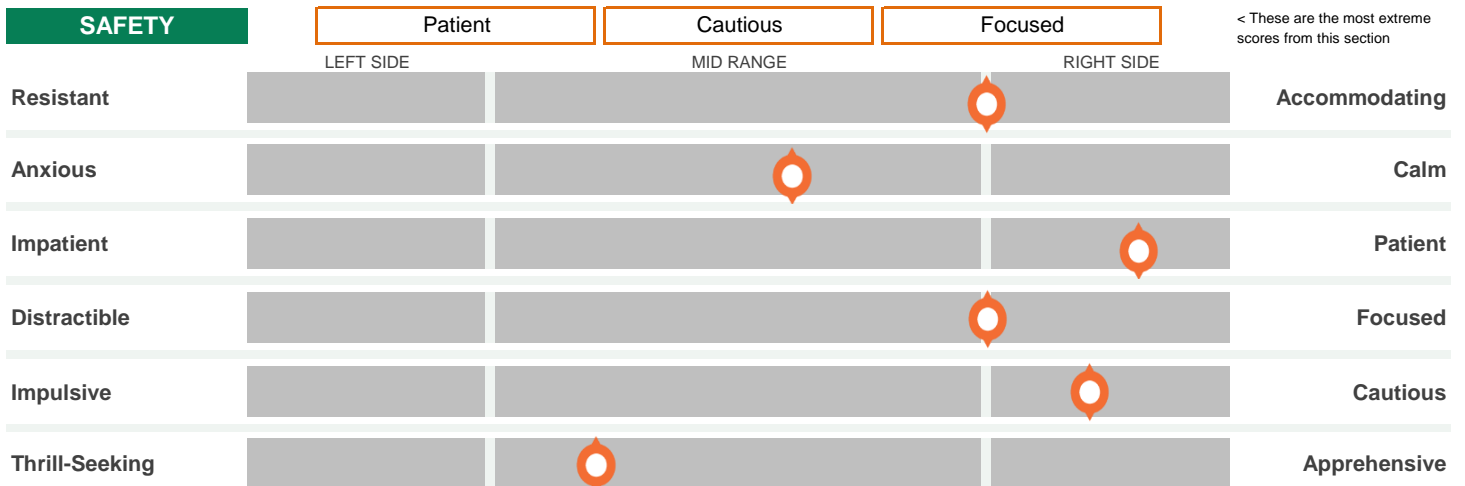 SAFETY Patient Cautious Focused < These are the most extreme
scores from this section
LEFT SIDE MID RANGE RIGHT SIDE
Resistant Accommodating
Anxious Calm
Impatient Patient
Distractible Focused
Impulsive Cautious
Thrill-Seeking Apprehensive